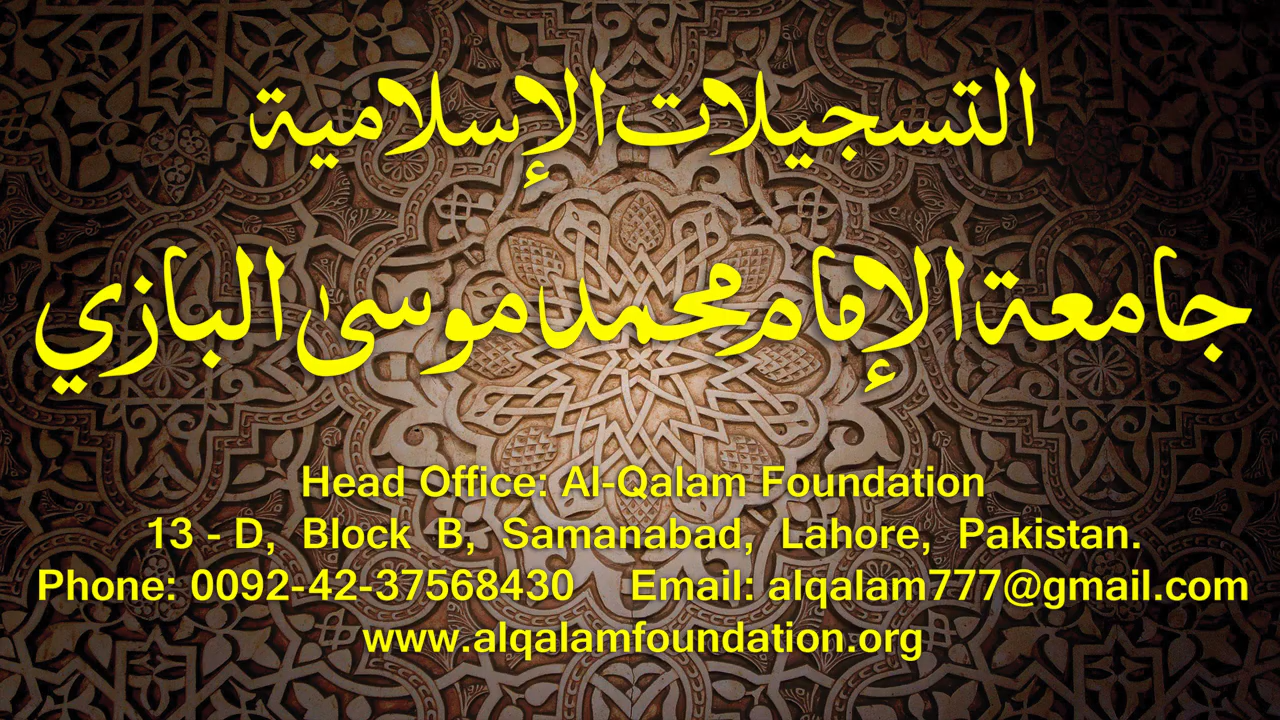 التسجيلات الإسلامية
جامعة الإمام محمد موسىٰ البازي
Head Office: Al-Qalam Foundation
13 - D, Block B, Samanabad, Lahore, Pakistan.
Phone: 0092-42-37568430 Email: alqalam777@gmail.com
www.alqalamfoundation.org